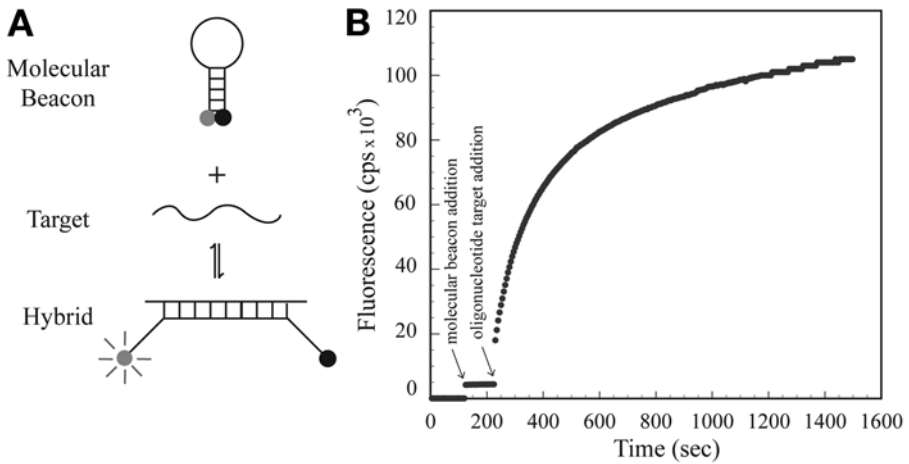 A
Molecular
Beacon
+
Target
Hybrid
B
Fluorescence (cps x 10³)
120
100
80
60
40
20
0
molecular beacon addition
oligonucleotide target addition
0 200 400 600 800 1000 1200 1400 1600
Time (sec)